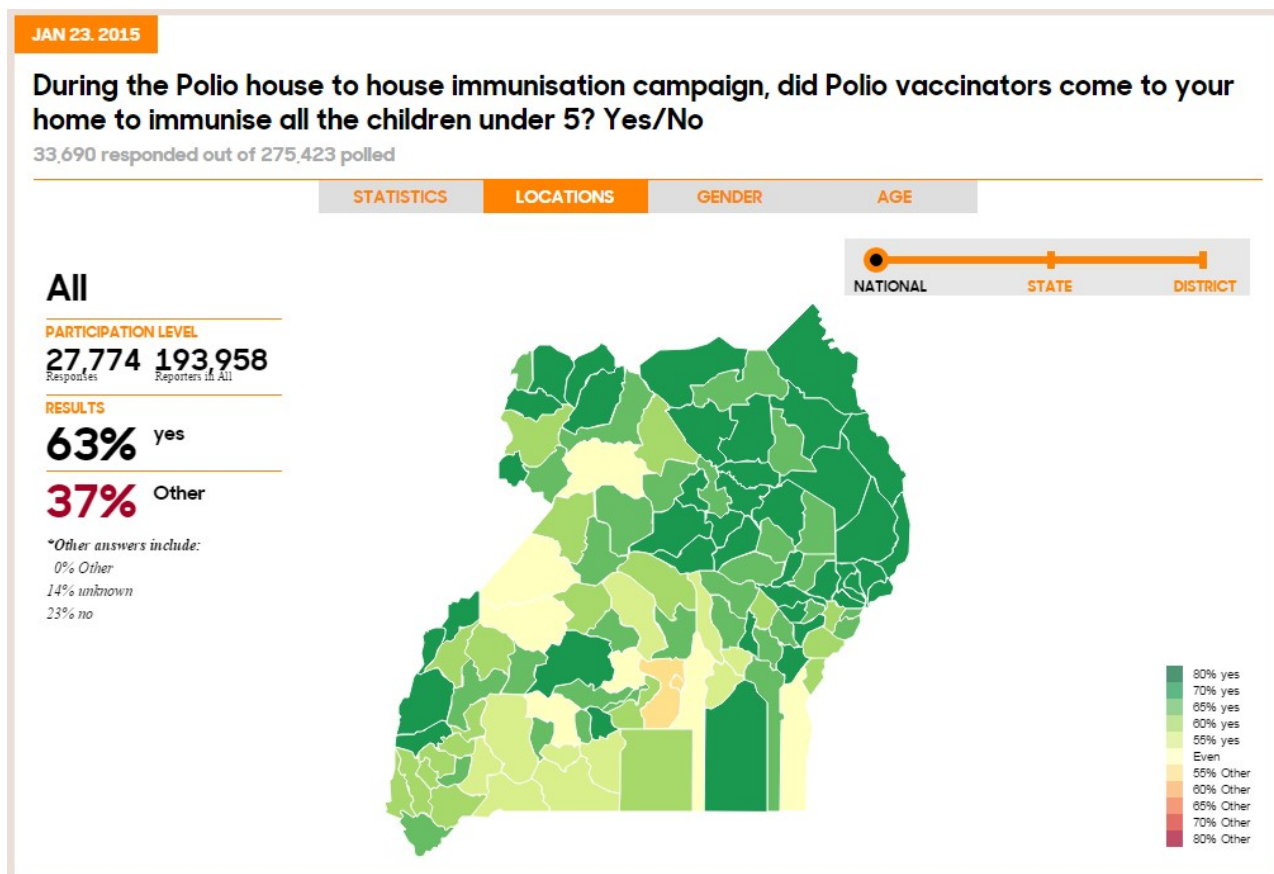 JAN 23. 2015
During the Polio house to house immunisation campaign, did Polio vaccinators come to your
home to immunise all the children under 5? Yes/No
33,690 responded out of 275,423 polled
STATISTICS LOCATIONS GENDER AGE
NATIONAL STATE DISTRICT
All
PARTICIPATION LEVEL
27,774 193,958
Responses Reporters in All
RESULTS
63% yes
37% Other
*Other answers include:
0% Other
14% unknown
23% no
80% yes
70% yes
65% yes
60% yes
55% yes
Even
55% Other
60% Other
65% Other
70% Other
80% Other